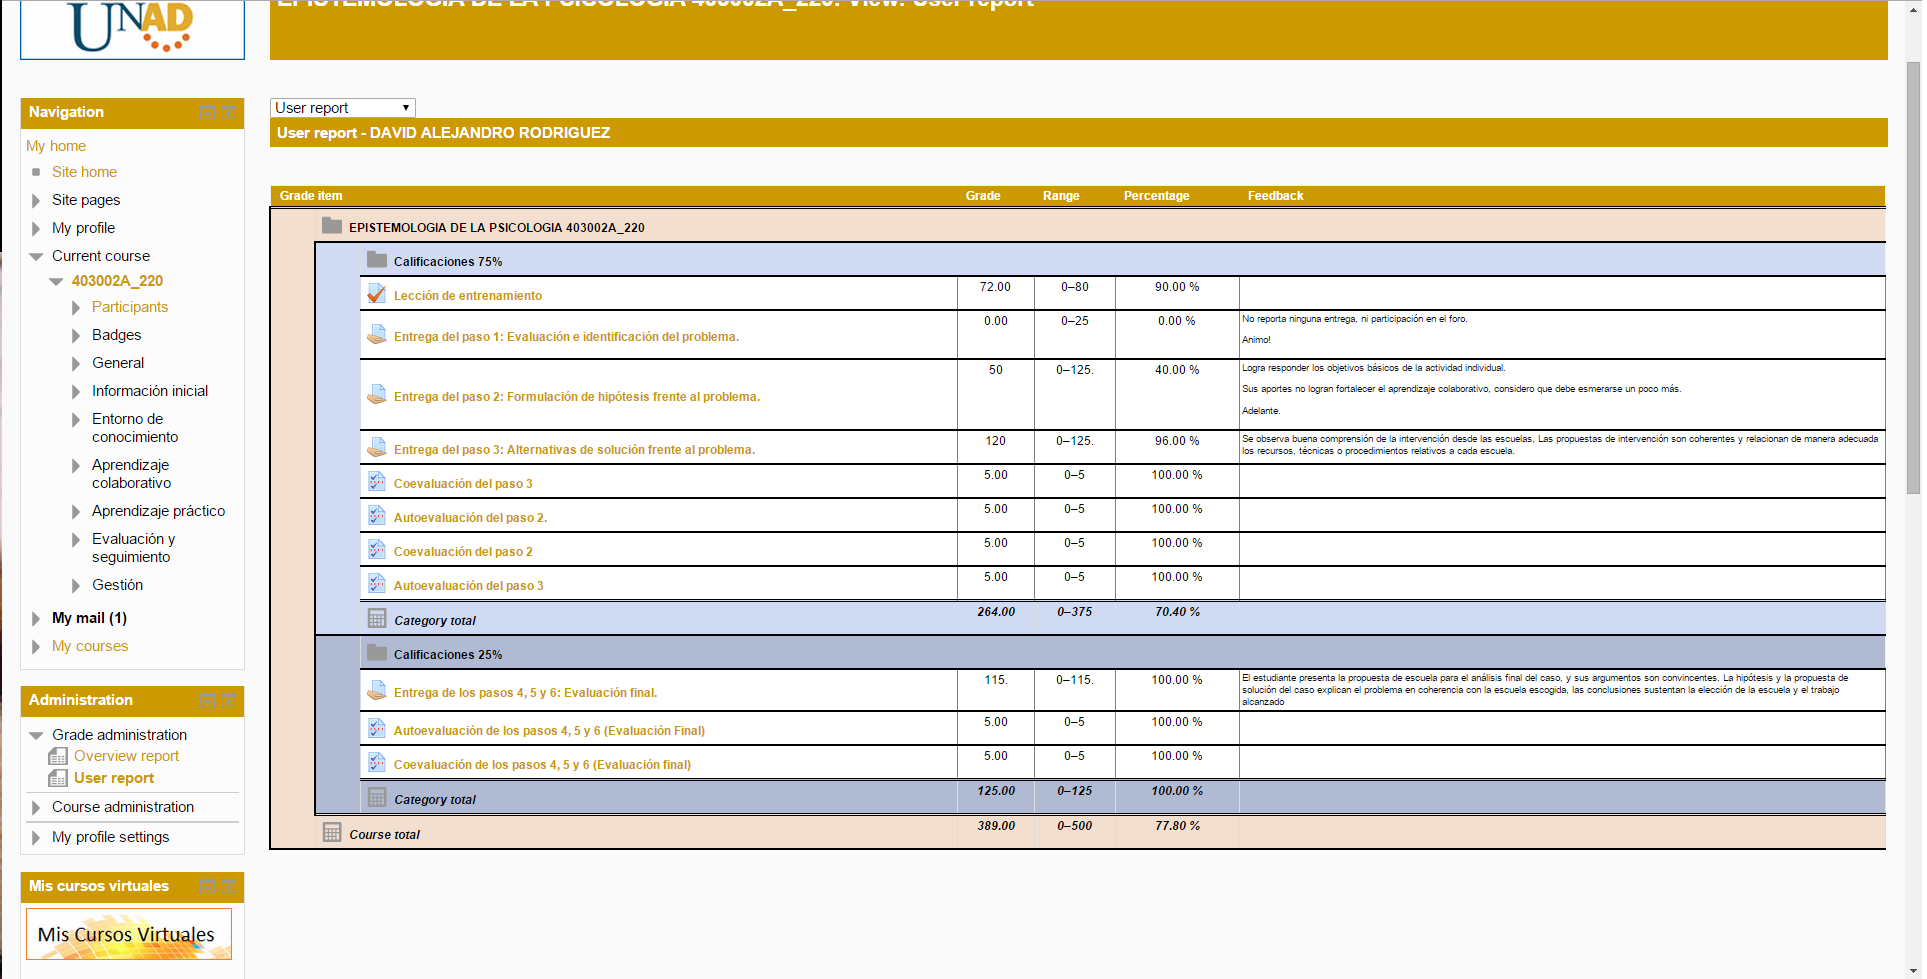 UNAD
EPISTEMOLOGIA DE LA PSICOLOGIA 403002A_220: View: User report
Navigation
My home
Site home
Site pages
My profile
Current course
403002A_220
Participants
Badges
General
Información inicial
Entorno de
conocimiento
Aprendizaje
colaborativo
Aprendizaje práctico
Evaluación y
seguimiento
Gestión
My mail (1)
My courses
Administration
Grade administration
Overview report
User report
Course administration
My profile settings
Mis cursos virtuales
Mis Cursos Virtuales
User report
User report - DAVID ALEJANDRO RODRIGUEZ
Grade item Grade Range Percentage Feedback
EPISTEMOLOGIA DE LA PSICOLOGIA 403002A_220
Calificaciones 75%
Lección de entrenamiento 72.00 0–80 90.00 %
Entrega del paso 1: Evaluación e identificación del problema. 0.00 0–25 0.00 % No reporta ninguna entrega, ni participación en el foro.
Animo!
Entrega del paso 2: Formulación de hipótesis frente al problema. 50 0–125. 40.00 % Logra responder los objetivos básicos de la actividad individual.
Sus aportes no logran fortalecer el aprendizaje colaborativo, considero que debe esmerarse un poco más.
Adelante.
Entrega del paso 3: Alternativas de solución frente al problema. 120 0–125. 96.00 % Se observa buena comprensión de la intervención desde las escuelas, Las propuestas de intervención son coherentes y relacionan de manera adecuada
los recursos, técnicas o procedimientos relativos a cada escuela.
Coevaluación del paso 3 5.00 0–5 100.00 %
Autoevaluación del paso 2. 5.00 0–5 100.00 %
Coevaluación del paso 2 5.00 0–5 100.00 %
Autoevaluación del paso 3 5.00 0–5 100.00 %
Category total 264.00 0–375 70.40 %
Calificaciones 25%
Entrega de los pasos 4, 5 y 6: Evaluación final. 115. 0–115. 100.00 % El estudiante presenta la propuesta de escuela para el análisis final del caso, y sus argumentos son convincentes. La hipótesis y la propuesta de
solución del caso explican el problema en coherencia con la escuela escogida, las conclusiones sustentan la elección de la escuela y el trabajo
alcanzado
Autoevaluación de los pasos 4, 5 y 6 (Evaluación Final) 5.00 0–5 100.00 %
Coevaluación de los pasos 4, 5 y 6 (Evaluación final) 5.00 0–5 100.00 %
Category total 125.00 0–125 100.00 %
Course total 389.00 0–500 77.80 %